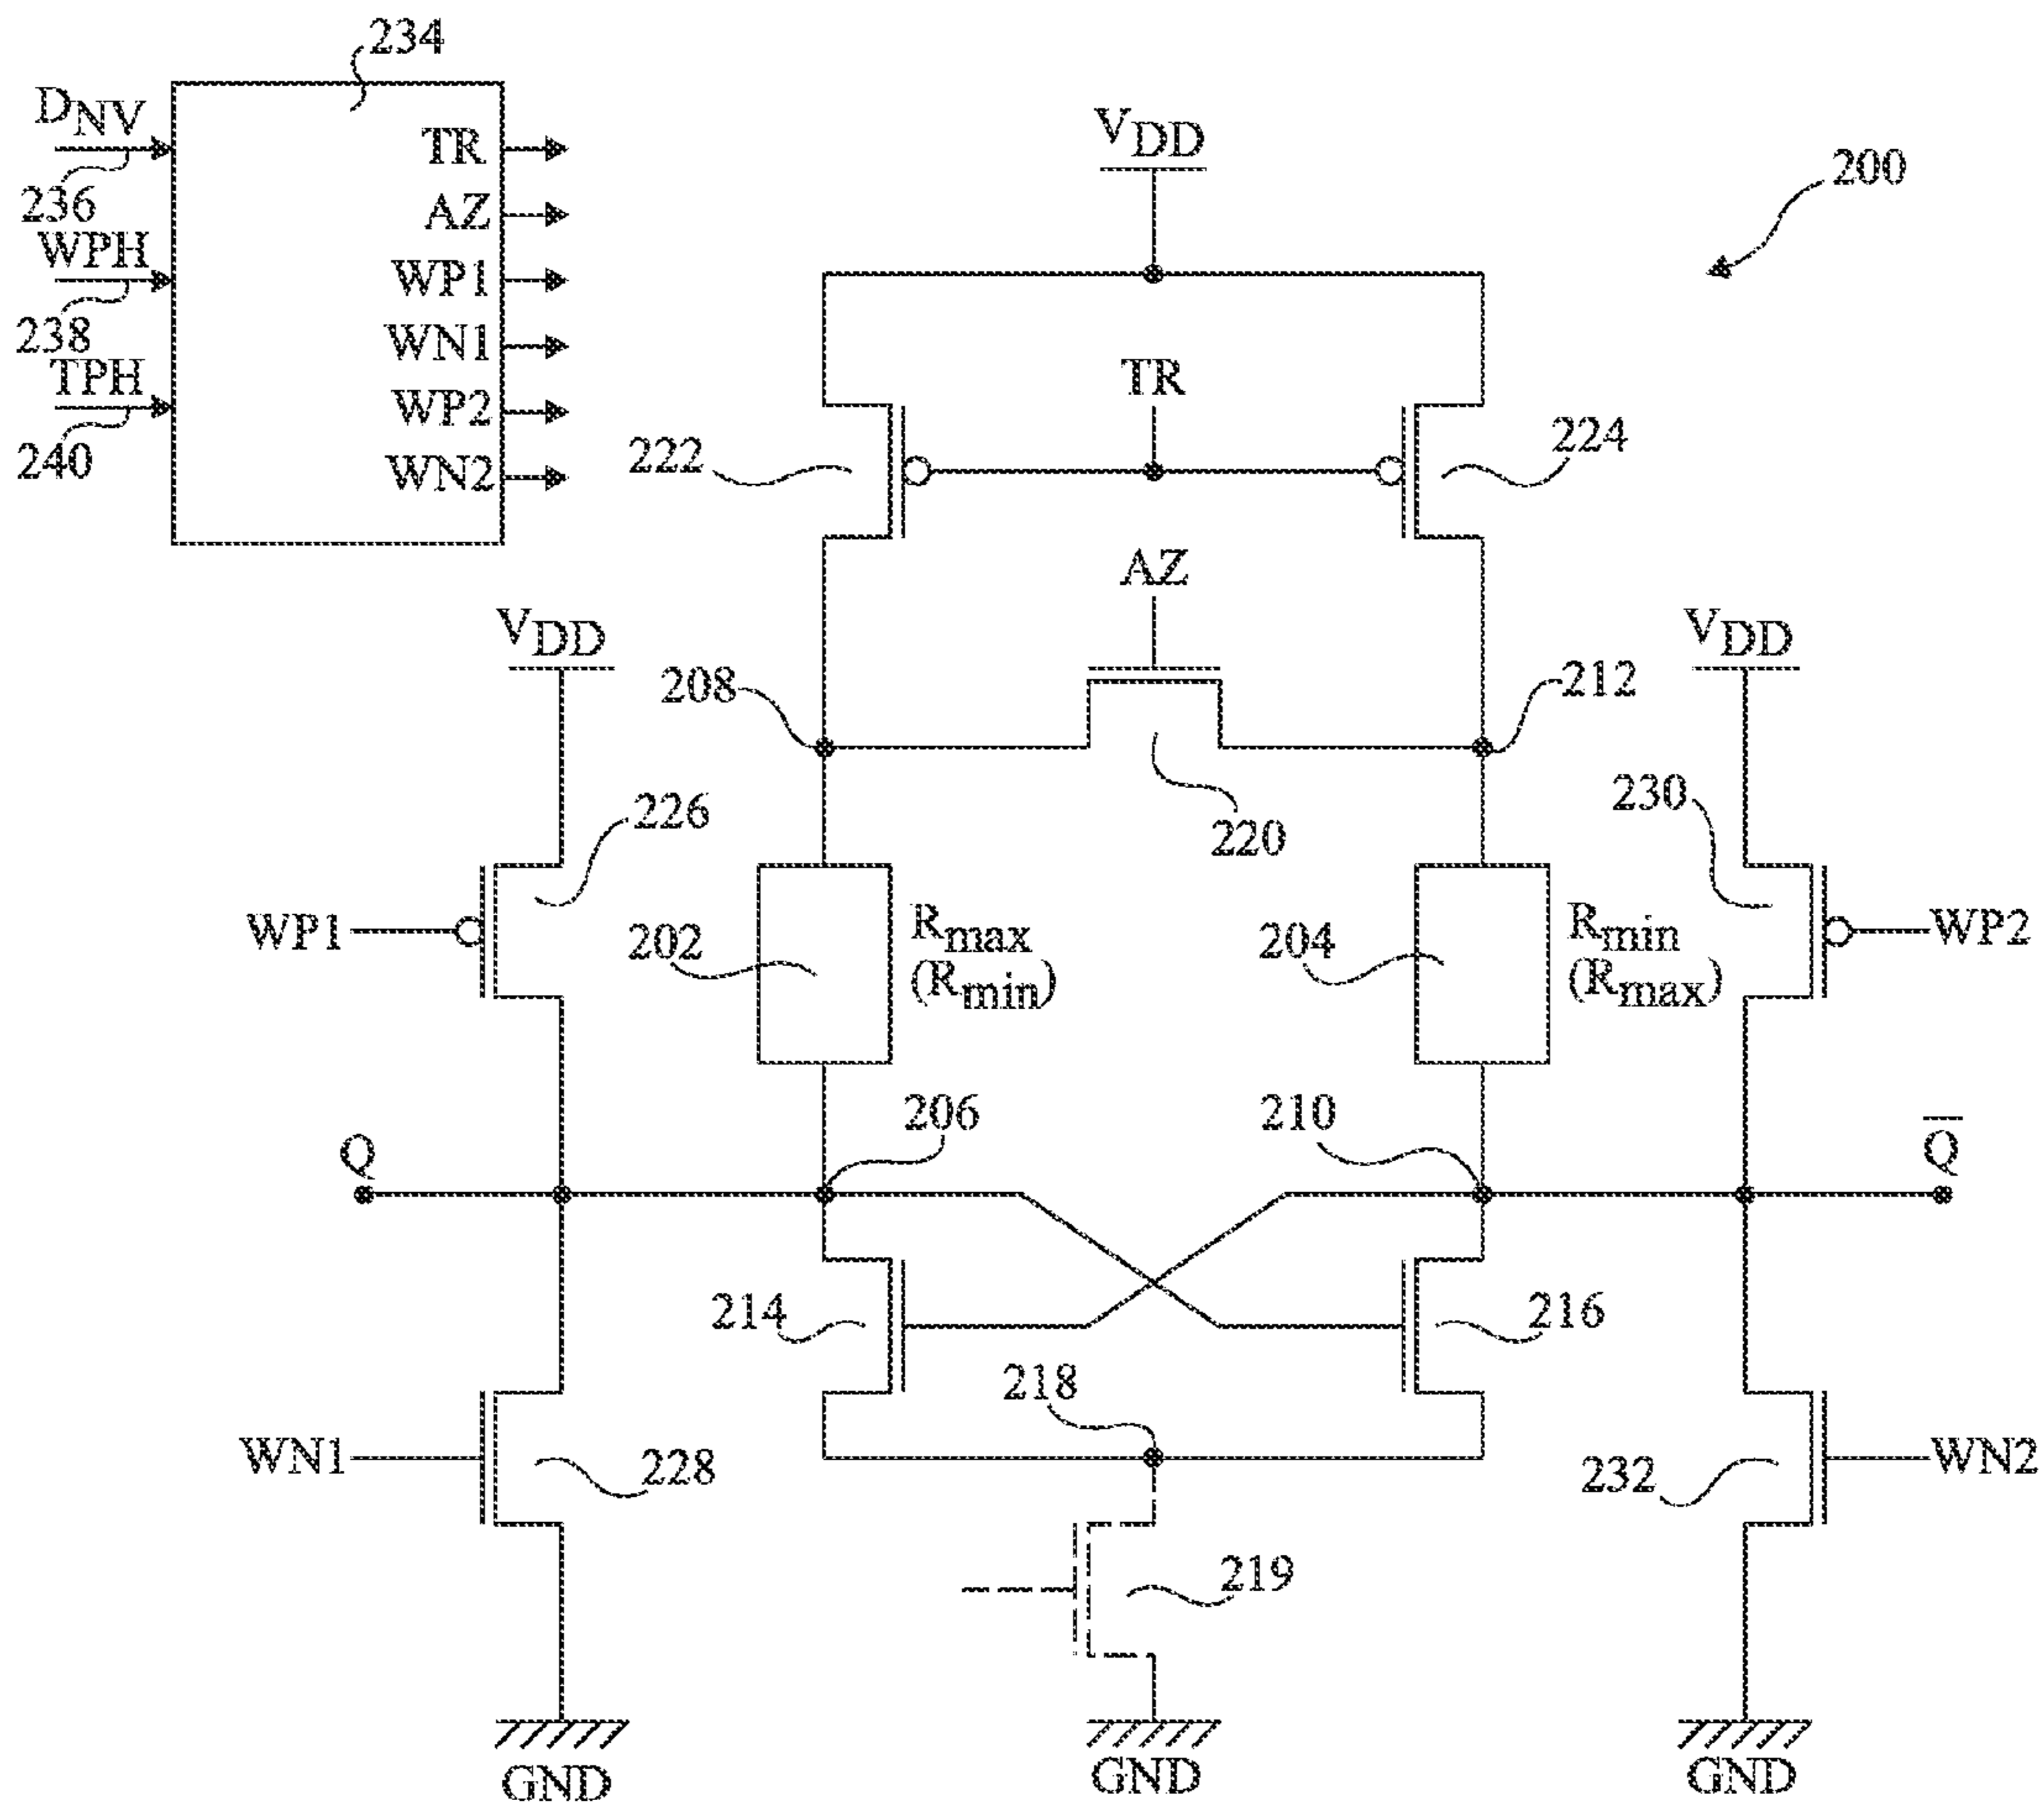 234
DNV
TR
236
AZ
WPH
WP1
238
WN1
TPH
WP2
240
WN2
VDD
200
TR
222
224
AZ
VDD
VDD
208
212
226
220
230
WP1
202
Rmax
(Rmin)
204
Rmin
(Rmax)
WP2
Q
206
210
Q̅
214
216
218
WN1
228
232
WN2
219
GND
GND
GND